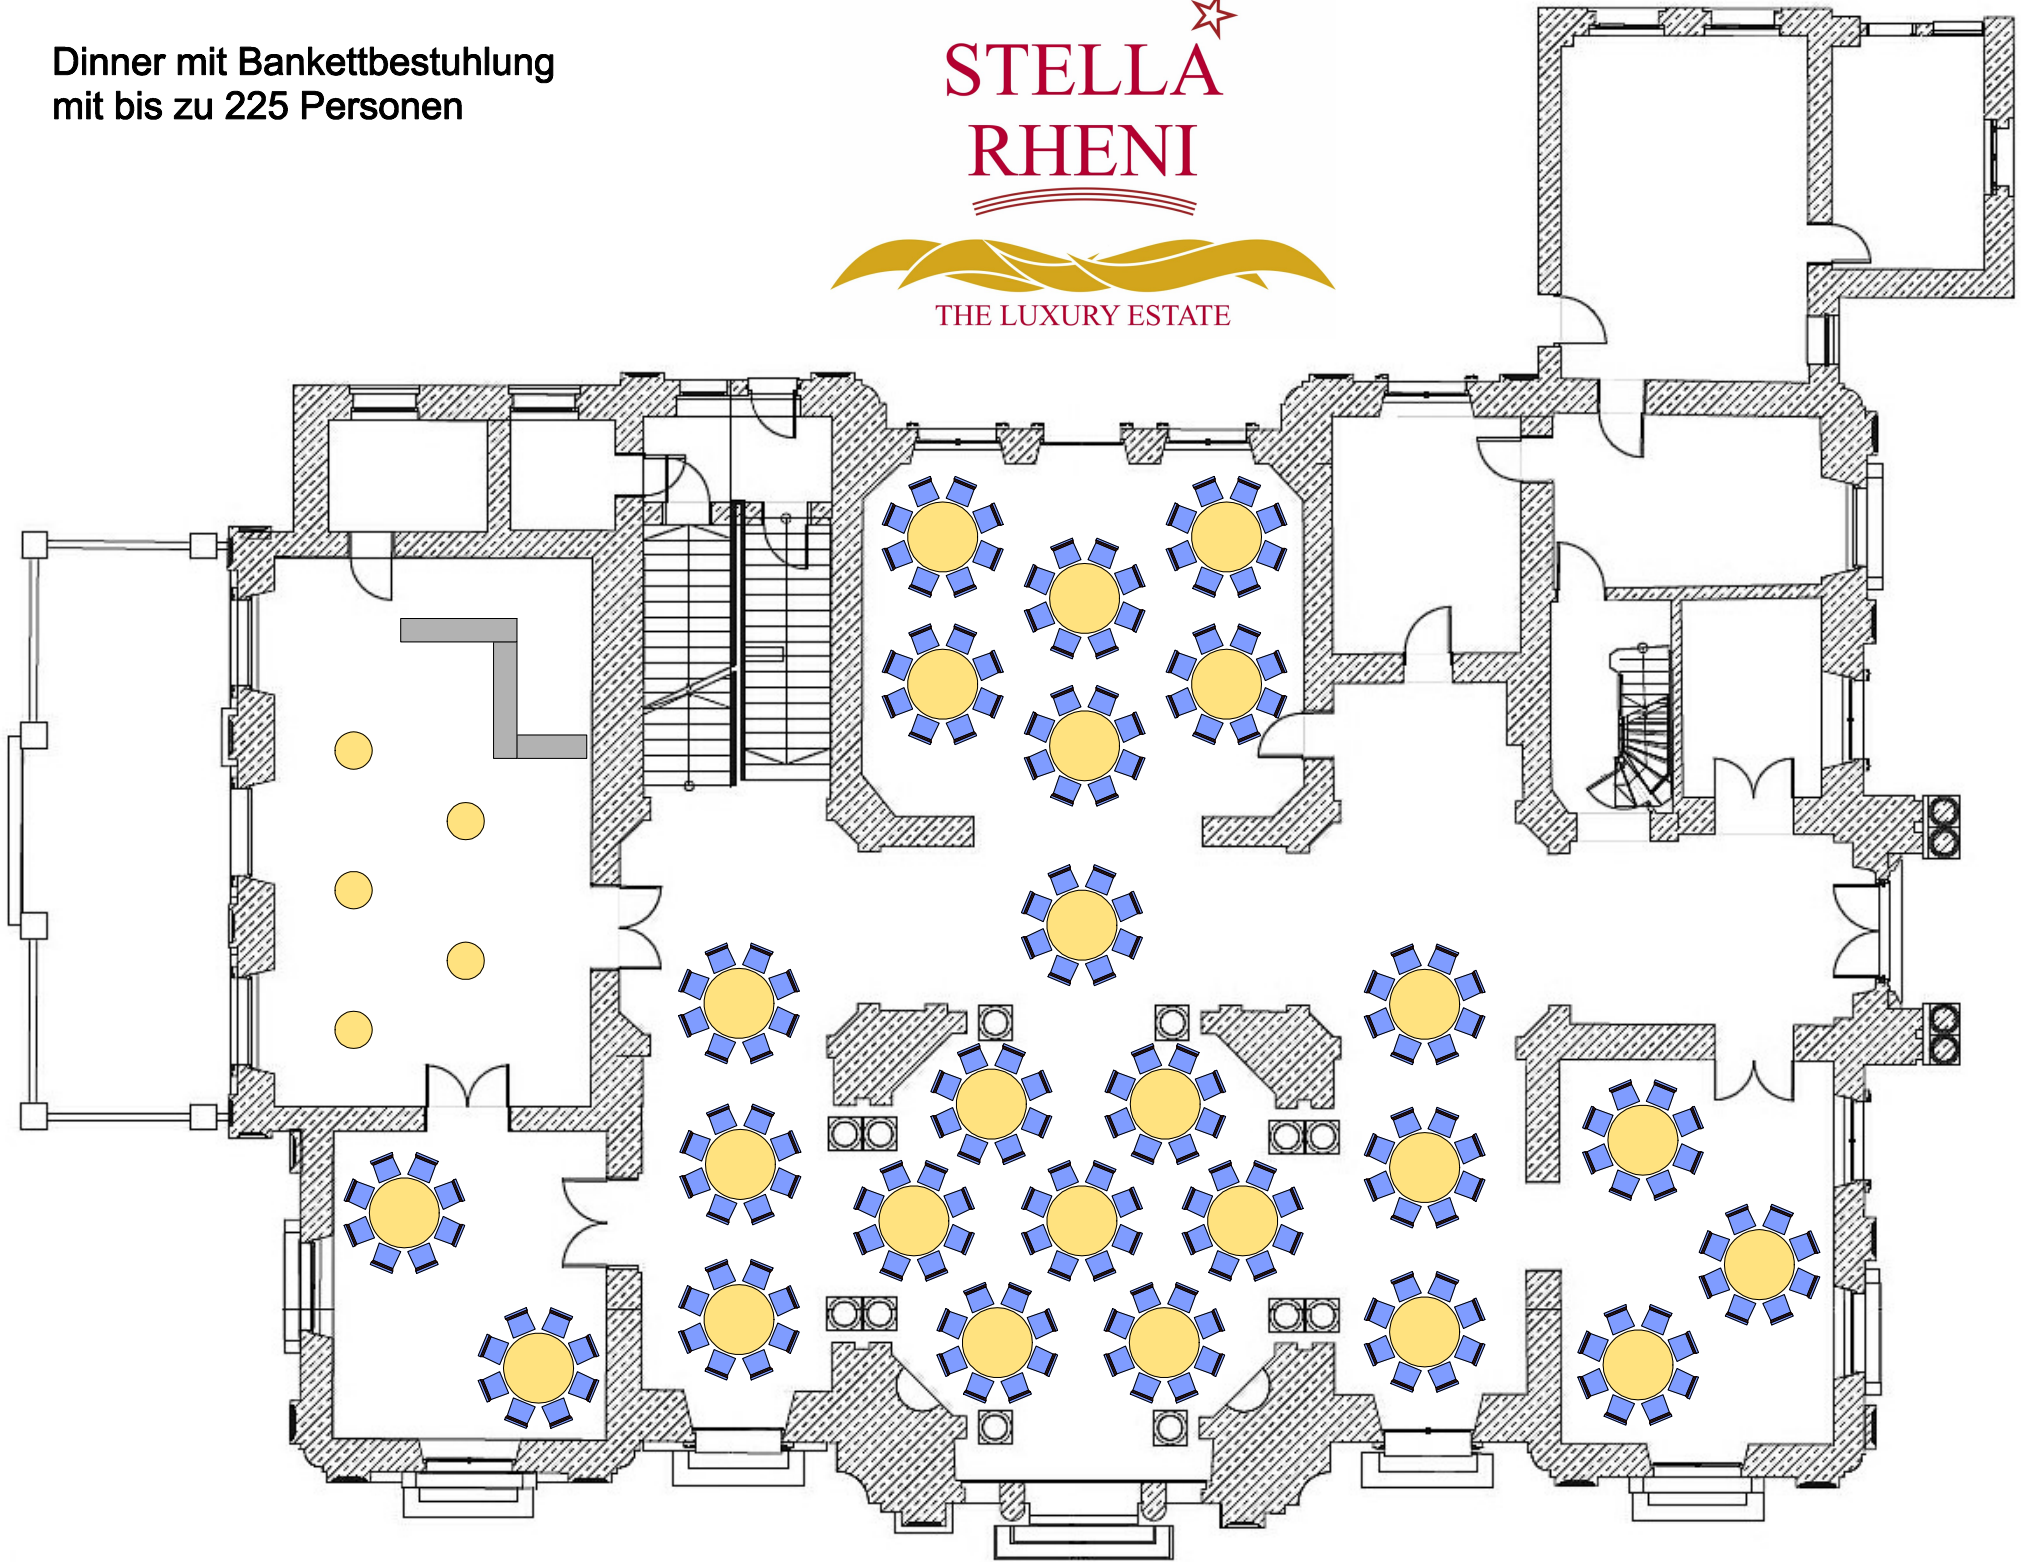 Dinner mit Bankettbestuhlung
mit bis zu 225 Personen
STELLA
RHENI
THE LUXURY ESTATE